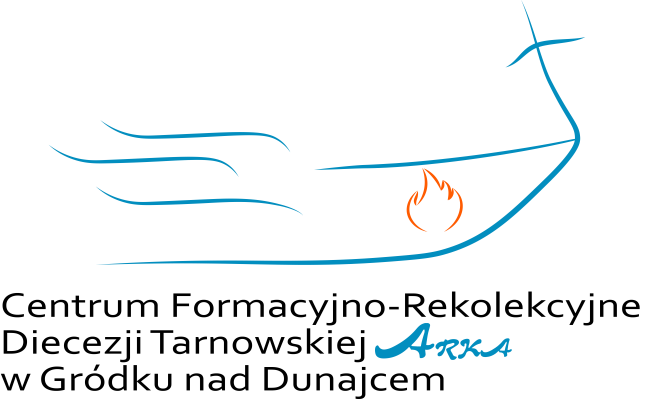 Centrum Formacyjno-Rekolekcyjne
Diecezji Tarnowskiej ARKA
w Gródku nad Dunajcem